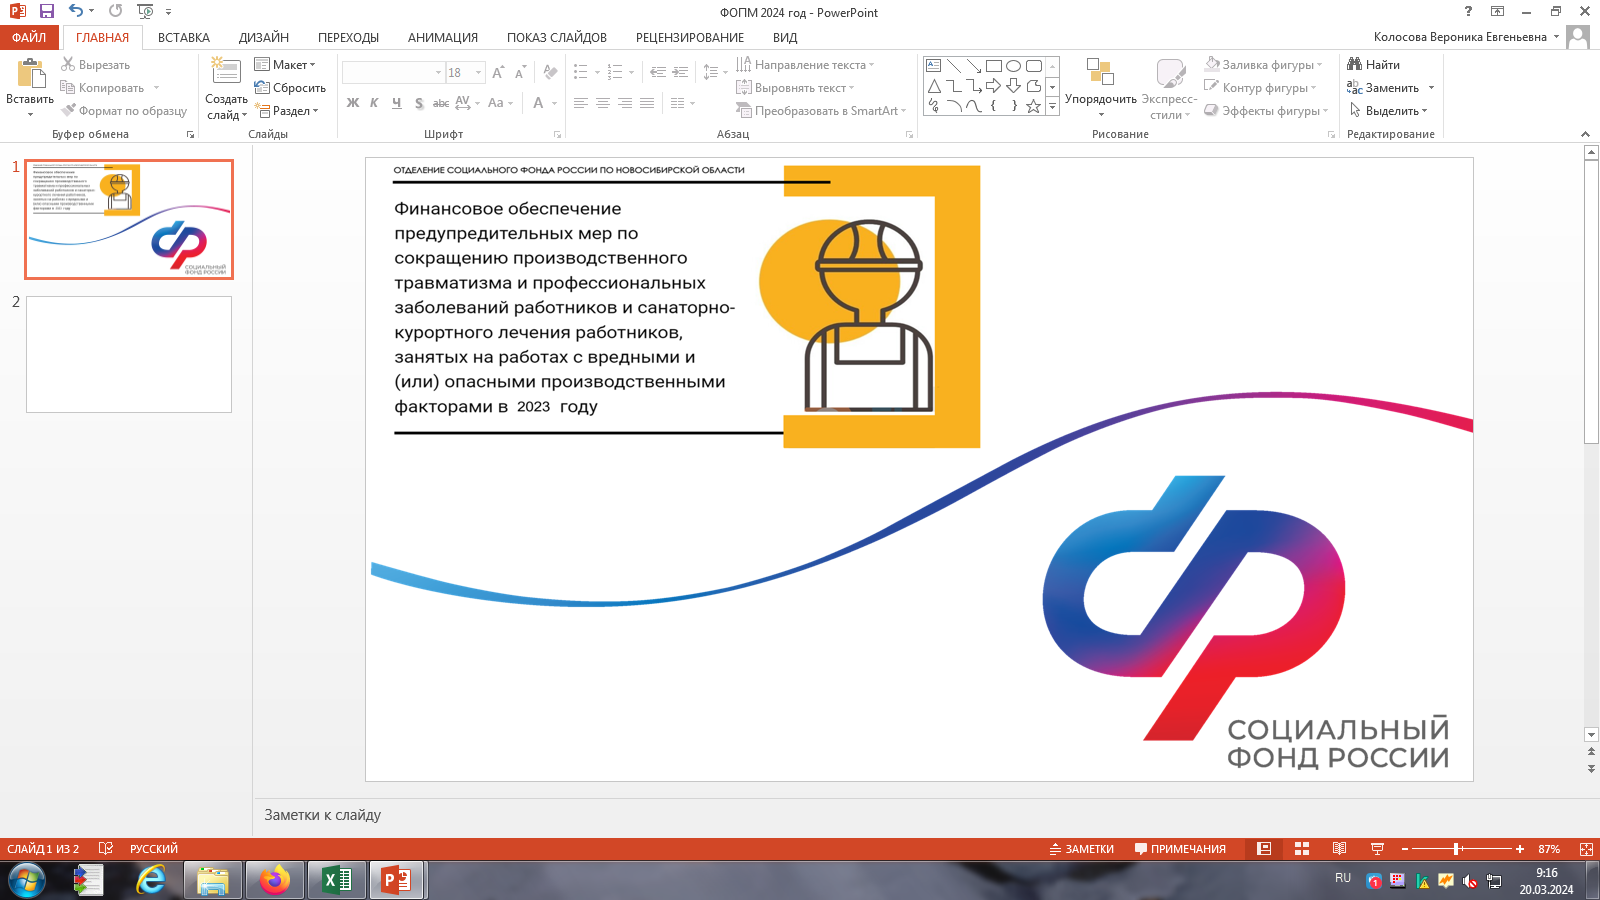 ФОПМ 2024 год - PowerPoint
ФАЙЛ
ГЛАВНАЯ
ВСТАВКА
ДИЗАЙН
ПЕРЕХОДЫ
АНИМАЦИЯ
ПОКАЗ СЛАЙДОВ
РЕЦЕНЗИРОВАНИЕ
ВИД
Колосова Вероника Евгеньевна
Вставить
Вырезать
Копировать
Формат по образцу
Буфер обмена
Создать слайд
Макет
Сбросить
Раздел
Слайды
18
Ж К Ч S abc AV Aa A
Шрифт
Направление текста
Выровнять текст
Преобразовать в SmartArt
Абзац
Упорядочить
Экспресс-стили
Заливка фигуры
Контур фигуры
Эффекты фигуры
Рисование
Найти
Заменить
Выделить
Редактирование
1
2
ОТДЕЛЕНИЕ СОЦИАЛЬНОГО ФОНДА РОССИИ ПО НОВОСИБИРСКОЙ ОБЛАСТИ
Финансовое обеспечение
предупредительных мер по
сокращению производственного
травматизма и профессиональных
заболеваний работников и санаторно-
курортного лечения работников,
занятых на работах с вредными и
(или) опасными производственными
факторами в 2023 году
СОЦИАЛЬНЫЙ
ФОНД РОССИИ
Заметки к слайду
СЛАЙД 1 ИЗ 2
РУССКИЙ
ЗАМЕТКИ
ПРИМЕЧАНИЯ
87%
RU
9:16
20.03.2024